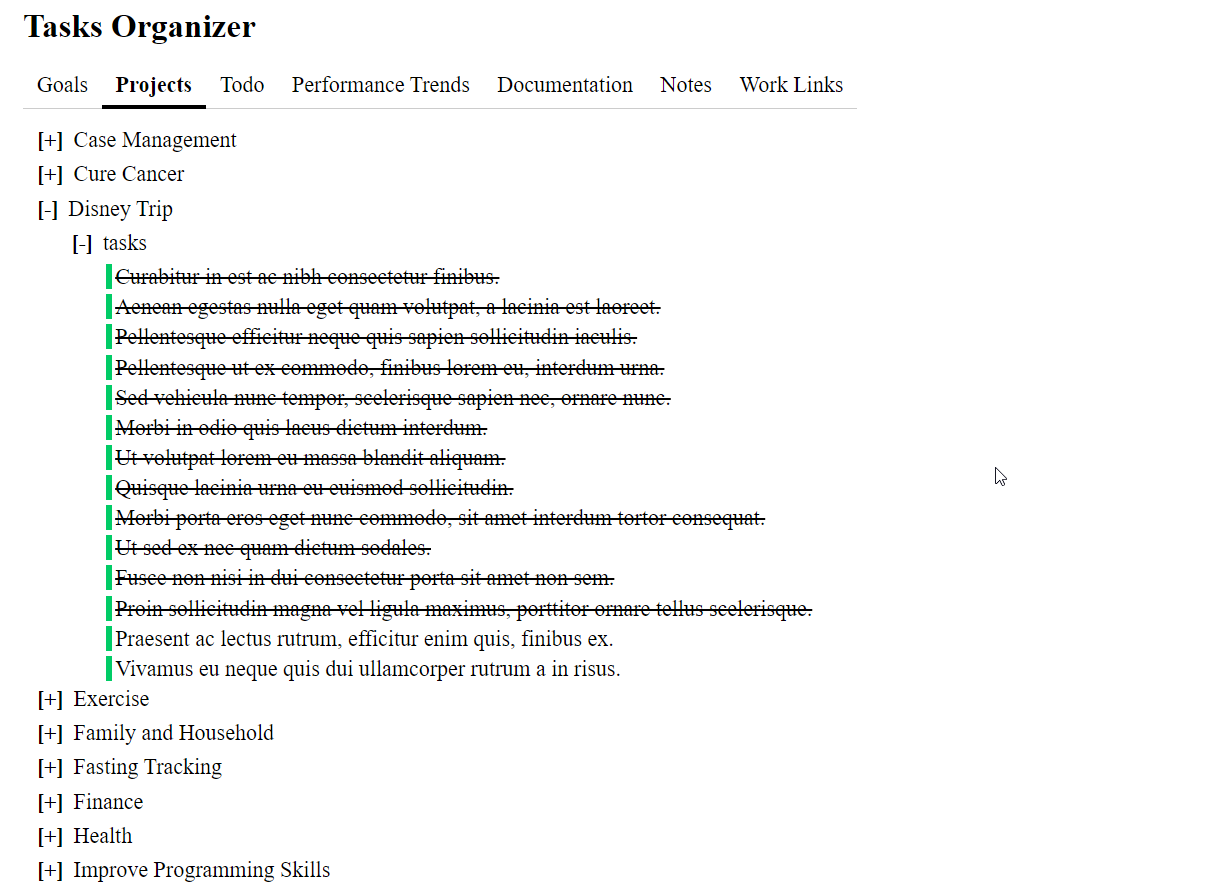 Tasks Organizer
Goals Projects Todo Performance Trends Documentation Notes Work Links
[+] Case Management
[+] Cure Cancer
[-] Disney Trip
[-] tasks
Curabitur in est ac nibh consectetur finibus.
Aenean egestas nulla eget quam volutpat, a lacinia est laoreet.
Pellentesque efficitur neque quis sapien sollicitudin iaculis.
Pellentesque ut ex commodo, finibus lorem eu, interdum urna.
Sed vehicula nunc tempor, scelerisque sapien nec, ornare nunc.
Morbi in odio quis lacus dictum interdum.
Ut volutpat lorem eu massa blandit aliquam.
Quisque lacinia urna eu euismod sollicitudin.
Morbi porta eros eget nunc commodo, sit amet interdum tortor consequat.
Ut sed ex nec quam dictum sodales.
Fusce non nisi in dui consectetur porta sit amet non sem.
Proin sollicitudin magna vel ligula maximus, porttitor ornare tellus scelerisque.
Praesent ac lectus rutrum, efficitur enim quis, finibus ex.
Vivamus eu neque quis dui ullamcorper rutrum a in risus.
[+] Exercise
[+] Family and Household
[+] Fasting Tracking
[+] Finance
[+] Health
[+] Improve Programming Skills